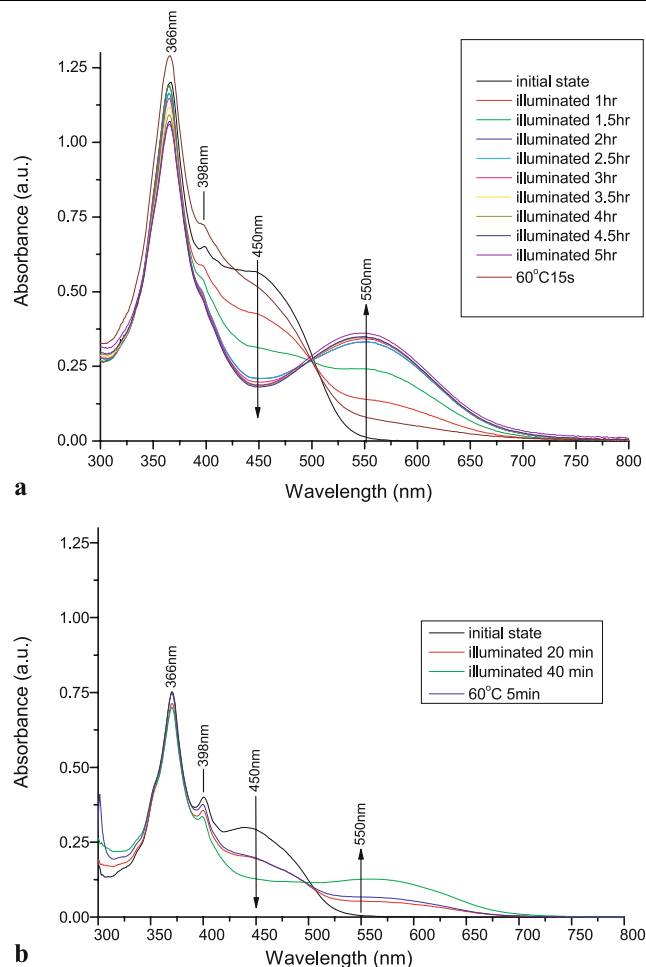 366nm
398nm
450nm
550nm
1.25
1.00
0.75
0.50
0.25
0.00
Absorbance (a.u.)
initial state
illuminated 1hr
illuminated 1.5hr
illuminated 2hr
illuminated 2.5hr
illuminated 3hr
illuminated 3.5hr
illuminated 4hr
illuminated 4.5hr
illuminated 5hr
60°C15s
300 350 400 450 500 550 600 650 700 750 800
Wavelength (nm)
a
1.25
1.00
0.75
0.50
0.25
0.00
Absorbance (a.u.)
366nm
398nm
450nm
550nm
initial state
illuminated 20 min
illuminated 40 min
60°C 5min
300 350 400 450 500 550 600 650 700 750 800
Wavelength (nm)
b